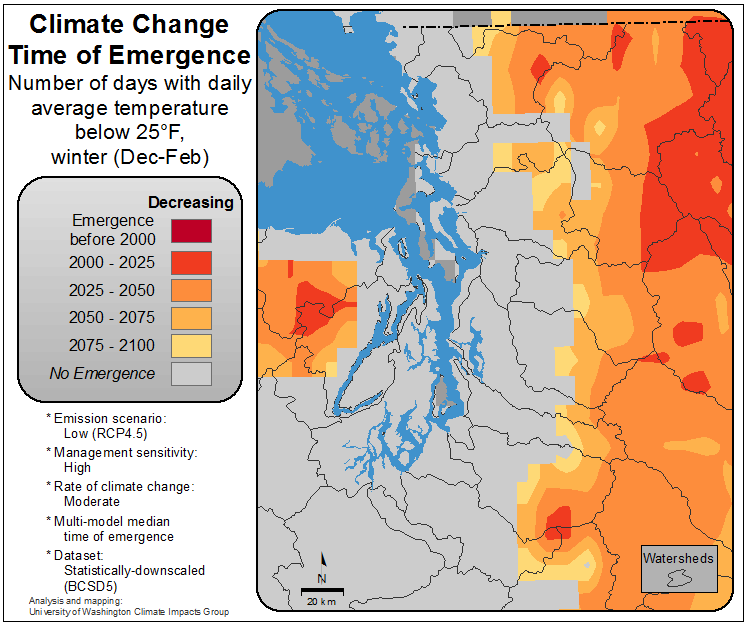 Climate Change
Time of Emergence
Number of days with daily
average temperature
below 25°F,
winter (Dec-Feb)
Decreasing
Emergence
before 2000
2000 - 2025
2025 - 2050
2050 - 2075
2075 - 2100
No Emergence
* Emission scenario:
Low (RCP4.5)
* Management sensitivity:
High
* Rate of climate change:
Moderate
* Multi-model median
time of emergence
* Dataset:
Statistically-downscaled
(BCSD5)
Analysis and mapping:
University of Washington Climate Impacts Group
N
20 km
Watersheds